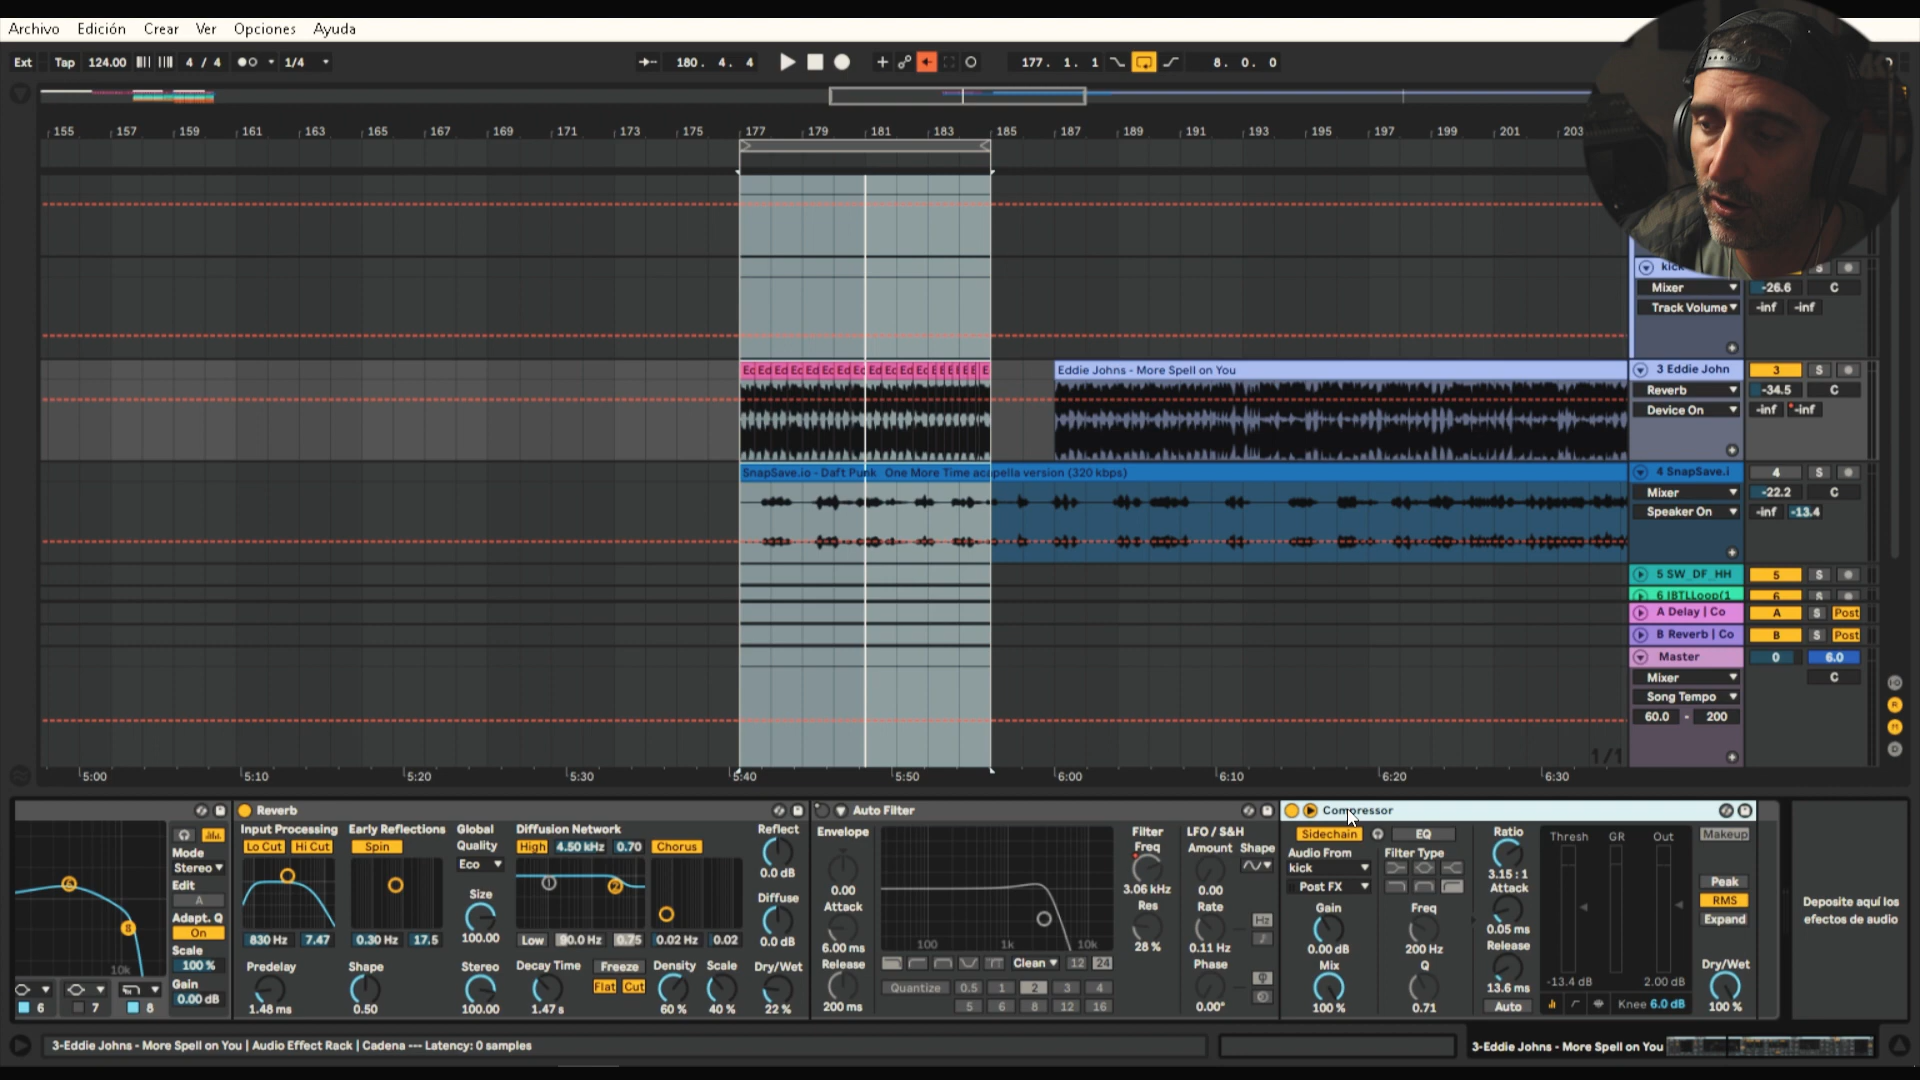 Archivo Edición Crear Ver Opciones Ayuda
Ext Tap 124.00 4 / 4 1/4 180. 4. 4 177. 1. 1 8. 0. 0
155 157 159 161 163 165 167 169 171 173 175 177 179 181 183 185 187 189 191 193 195 197 199 201 203
kick S
Mixer -26.6 C
Track Volume -inf -inf
Ec Ed Ed Ed Ed Ed Ed Ec Ed Ec Ed Ed E E E E E E
Eddie Johns - More Spell on You
3 Eddie John 3 S
Reverb -34.5 C
Device On -inf -inf
SnapSave.io - Daft Punk One More Time acapella version (320 kbps)
4 SnapSave.i 4 S
Mixer -22.2 C
Speaker On -inf -13.4
5 SW_DF_HH 5 S
6 IBTLLoop(1 6 S
A Delay | Co A S Post
B Reverb | Co B S Post
Master 0 6.0
Mixer C
Song Tempo
60.0 - 200
1/1
5:00 5:10 5:20 5:30 5:40 5:50 6:00 6:10 6:20 6:30
Mode
Stereo
Edit
A
Adapt. Q
On
Scale
100 %
Gain
0.00 dB
10k
6 7 8
Reverb
Input Processing Early Reflections Global Diffusion Network Reflect
Lo Cut Hi Cut Spin Quality High 4.50 kHz 0.70 Chorus
Eco 0.0 dB
Size Diffuse
100.00 0.0 dB
830 Hz 7.47 0.30 Hz 17.5 Low 90.0 Hz 0.75 0.02 Hz 0.02
Predelay Shape Stereo Decay Time Freeze Density Scale Dry/Wet
Flat Cut
1.48 ms 0.50 100.00 1.47 s 60 % 40 % 22 %
Auto Filter
Envelope Filter LFO / S&H
Freq Amount Shape
0.00 3.06 kHz 0.00
Attack Res Rate
6.00 ms 100 1k 10k 28 % 0.11 Hz Hz
Release Clean 12 24 Phase
Quantize 0.5 1 2 3 4
200 ms 5 6 8 12 16 0.00°
Compressor
Sidechain EQ Ratio Thresh GR Out Makeup
Audio From Filter Type
kick 3.15 : 1
Post FX Attack Peak
RMS
Gain Freq 0.05 ms Expand
0.00 dB 200 Hz Release
Mix Q Dry/Wet
13.6 ms -13.4 dB 2.00 dB
100 % 0.71 Auto Knee 6.0 dB 100 %
Deposite aquí los
efectos de audio
3-Eddie Johns - More Spell on You | Audio Effect Rack | Cadena --- Latency: 0 samples
3-Eddie Johns - More Spell on You